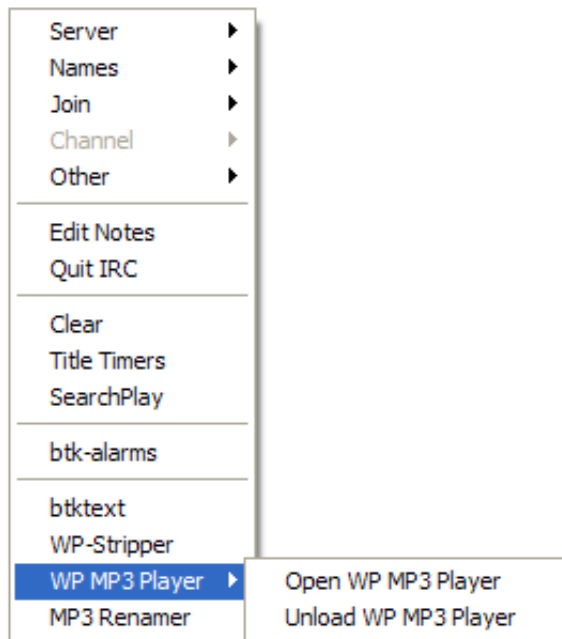 Server
Names
Join
Channel
Other
Edit Notes
Quit IRC
Clear
Title Timers
SearchPlay
btk-alarms
btktext
WP-Stripper
WP MP3 Player
Open WP MP3 Player
MP3 Renamer
Unload WP MP3 Player